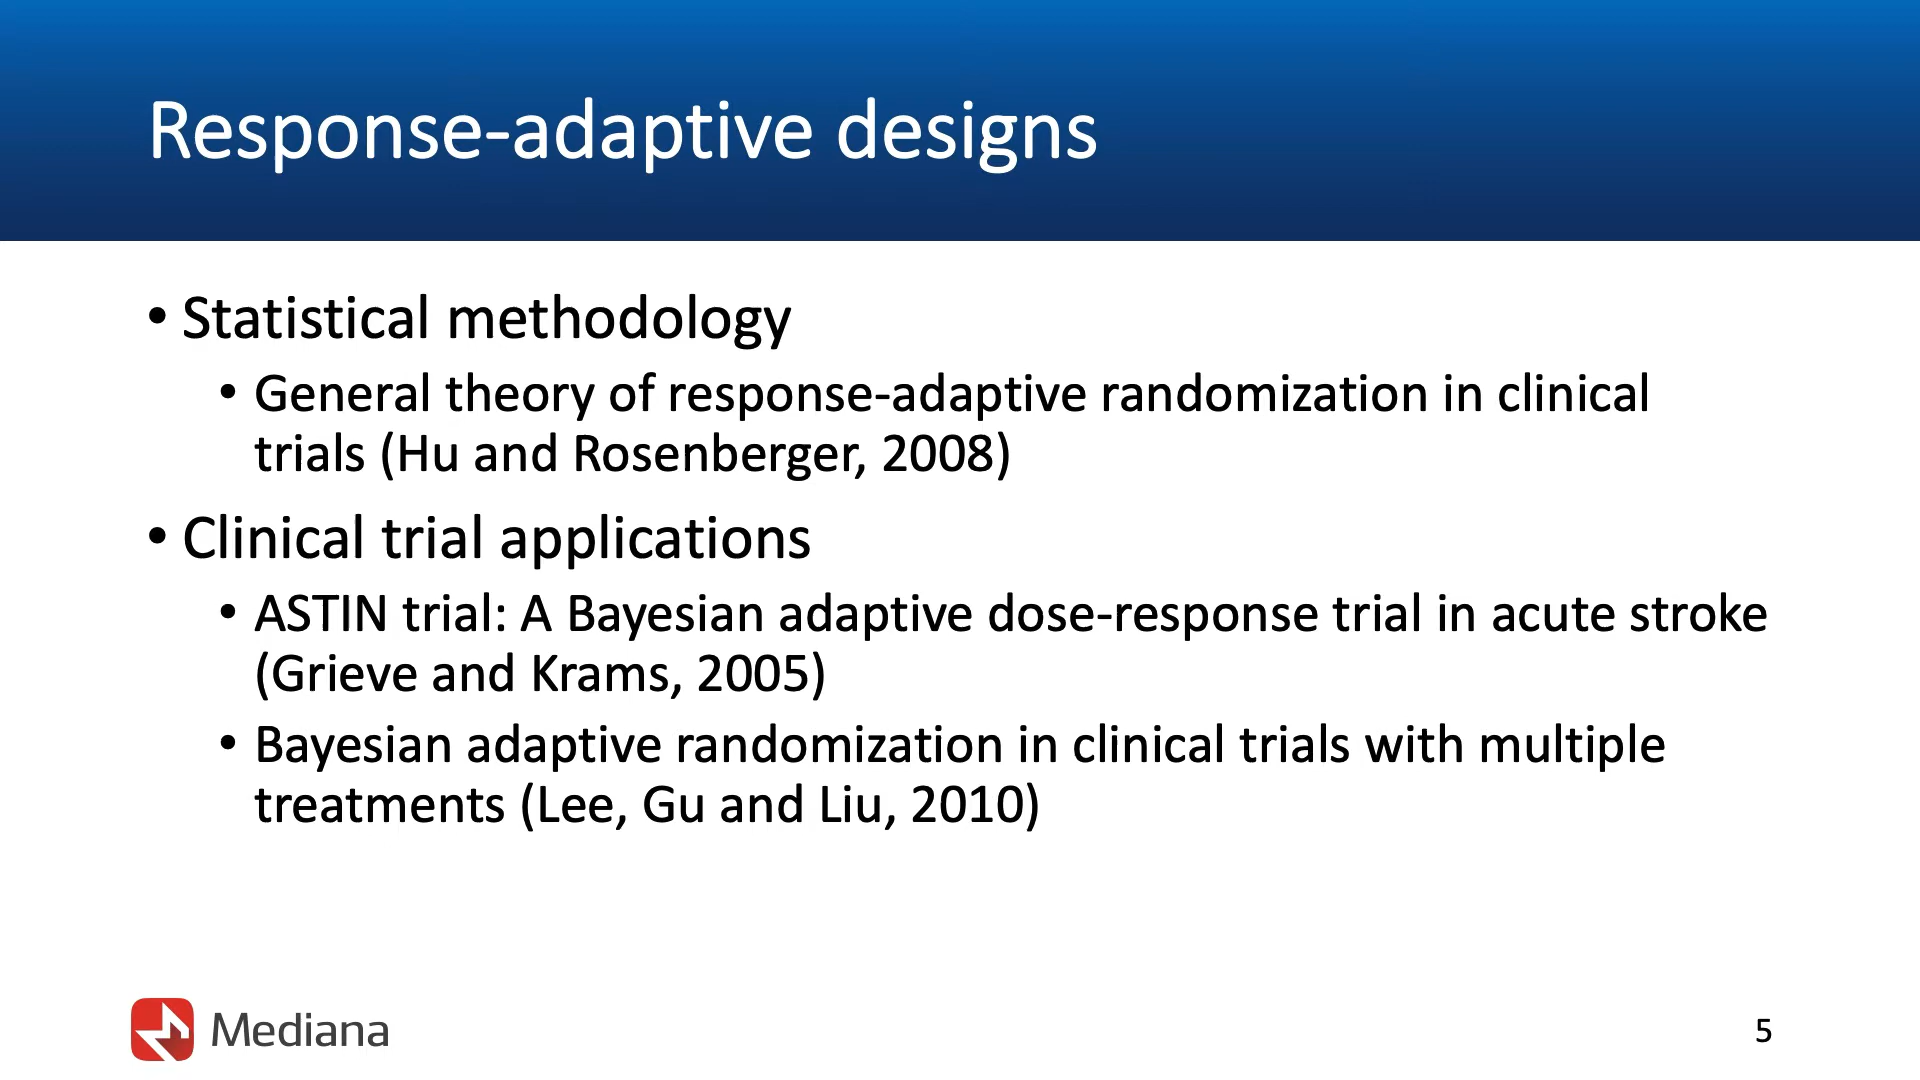 Response-adaptive designs
• Statistical methodology
• General theory of response-adaptive randomization in clinical
trials (Hu and Rosenberger, 2008)
• Clinical trial applications
• ASTIN trial: A Bayesian adaptive dose-response trial in acute stroke
(Grieve and Krams, 2005)
• Bayesian adaptive randomization in clinical trials with multiple
treatments (Lee, Gu and Liu, 2010)
Mediana
5